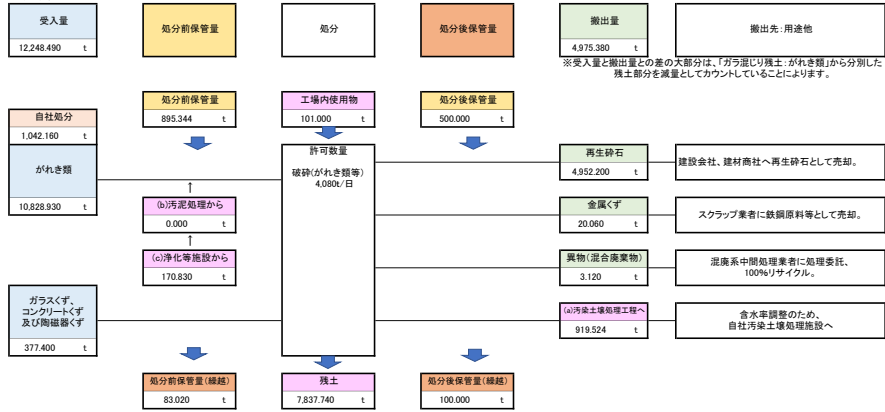 受入量
12,248.490 t
処分前保管量
処分
処分後保管量
搬出量
4,975.380 t
搬出先:用途他
※受入量と搬出量との差の大部分は、「ガラ混じり残土:がれき類」から分別した
残土部分を減量としてカウントしていることによります。
自社処分
1,042.160 t
処分前保管量
895.344 t
工場内使用物
101.000 t
処分後保管量
500.000 t
がれき類
10,828.930 t
許可数量
破砕(がれき類等)
4,080t/日
再生砕石
4,952.200 t
建設会社、建材商社へ再生砕石として売却。
↑
(b)汚泥処理から
0.000 t
金属くず
20.060 t
スクラップ業者に鉄鋼原料等として売却。
↑
(c)浄化等施設から
170.830 t
異物(混合廃棄物)
3.120 t
混廃系中間処理業者に処理委託、
100%リサイクル。
ガラスくず、
コンクリートくず
及び陶磁器くず
377.400 t
(a)汚染土壌処理工程へ
919.524 t
含水率調整のため、
自社汚染土壌処理施設へ
処分前保管量(繰越)
83.020 t
残土
7,837.740 t
処分後保管量(繰越)
100.000 t